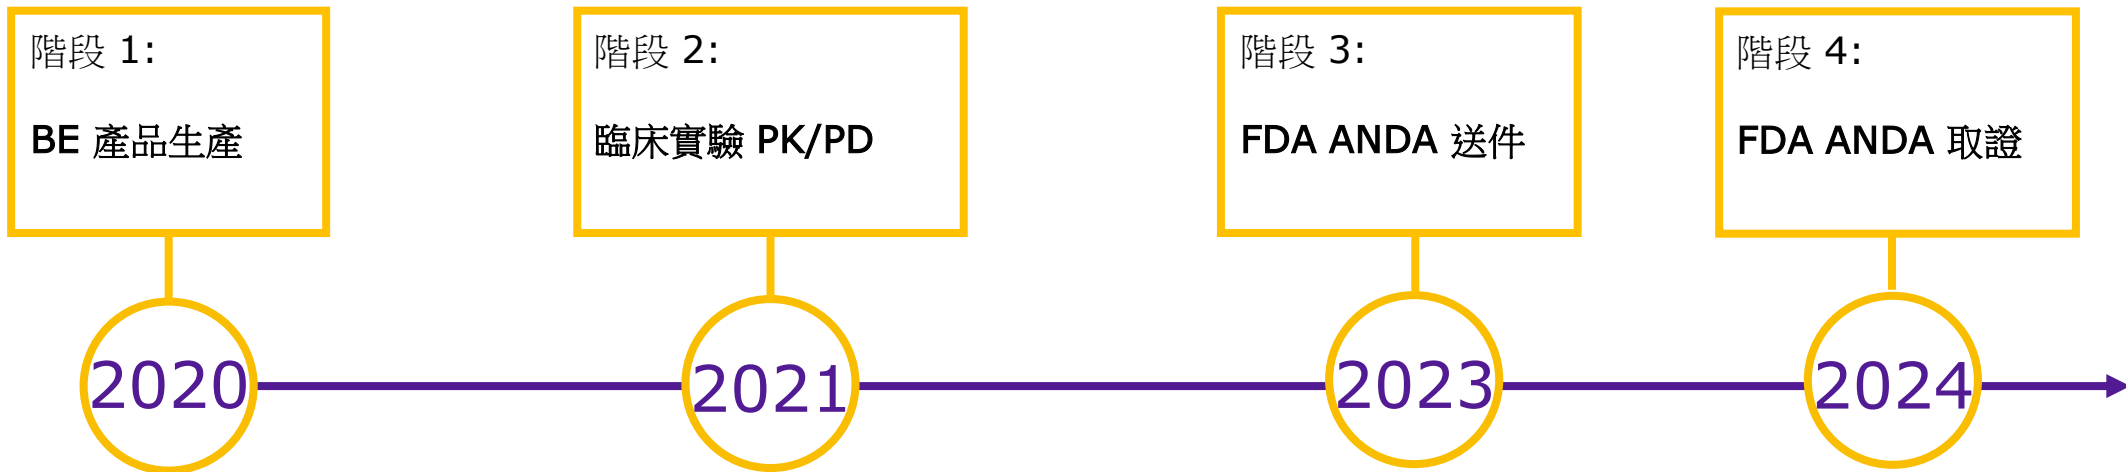 階段 1:
BE 產品生產
階段 2:
臨床實驗 PK/PD
階段 3:
FDA ANDA 送件
階段 4:
FDA ANDA 取證
2020
2021
2023
2024